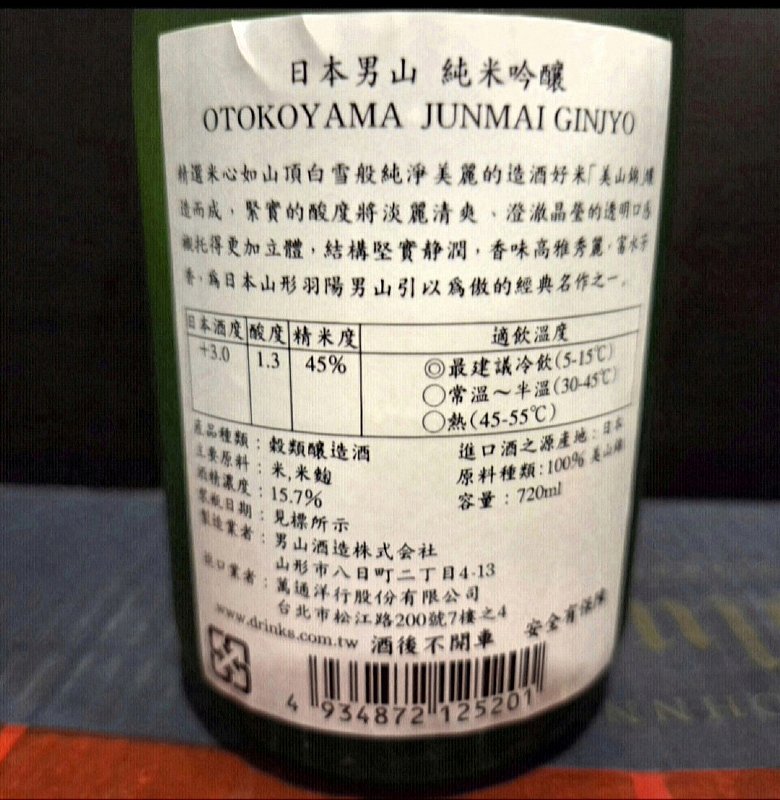 日本男山 純米吟釀
OTOKOYAMA JUNMAI GINJYO
精選米心如山頂白雪般純淨美麗的造酒好米「美山錦」釀
造而成，緊實的酸度將淡麗清爽、澄澈晶瑩的透明口感
襯托得更加立體，結構堅實静潤，香味高雅秀麗，富水芋
香，為日本山形羽陽男山引以為傲的經典名作之一。
日本酒度 酸度 精米度 適飲溫度
+3.0 1.3 45% ◎最建議冷飲(5-15℃)
○常溫～半溫(30-45℃)
○熱(45-55℃)
產品種類：穀類釀造酒
主要原料：米,米麴
酒精濃度：15.7%
裝瓶日期：見標所示
製造業者：男山酒造株式会社
山形市八日町二丁目4-13
進口業者：萬通洋行股份有限公司
台北市松江路200號7樓之4
進口酒之源產地：日本
原料種類:100% 美山錦
容量：720ml
www.drinks.com.tw 酒後不開車 安全有保障
4 934872 125201